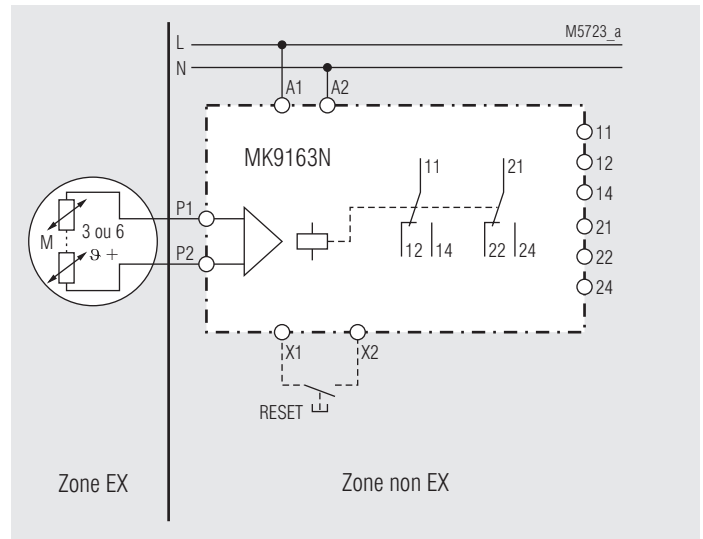 M5723_a
L
N
A1 A2
MK9163N
11
12
14
21
22
24
11 21
12 14 22 24
P1
P2
M
3 ou 6
ϑ +
X1 X2
RESET
Zone EX
Zone non EX